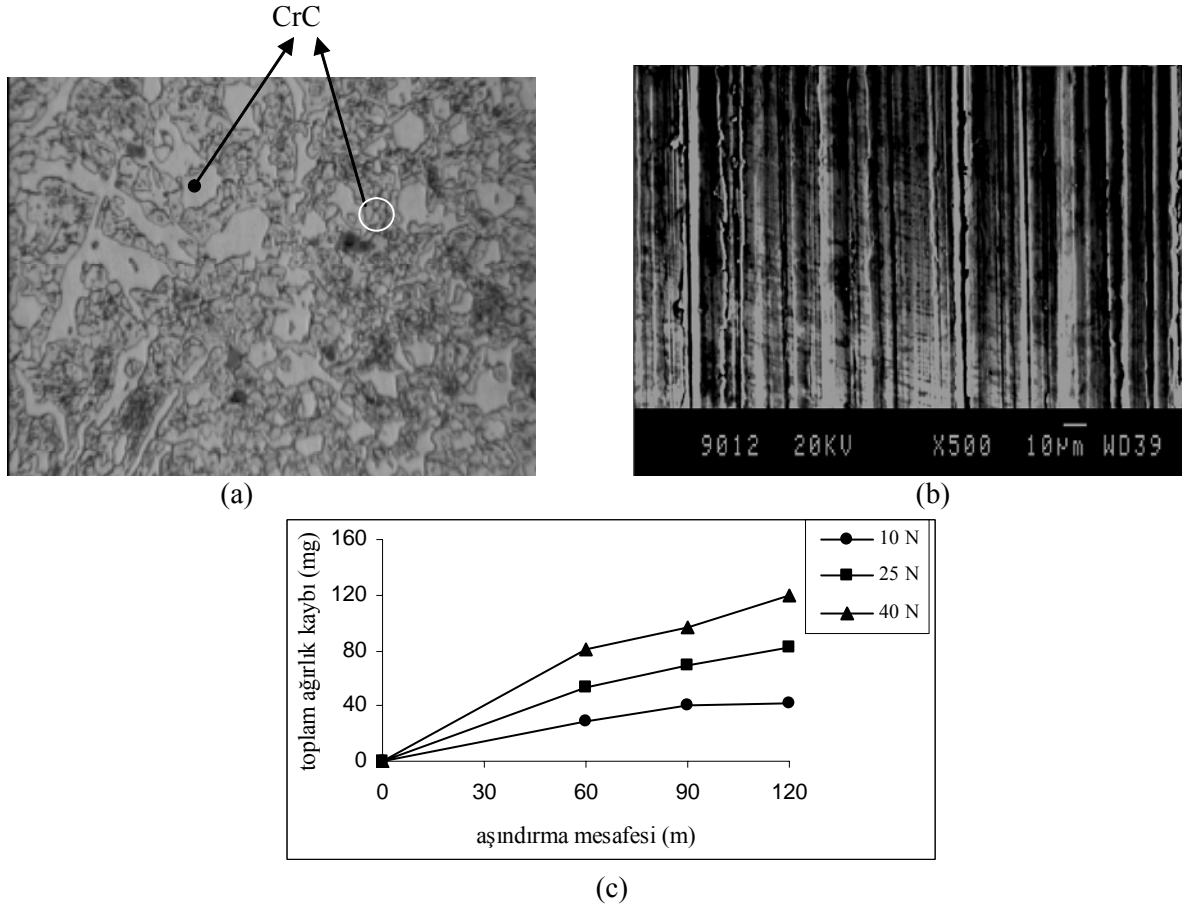 CrC
9012 20KV X500 10µm WD39
(a)
(b)
160
120
80
40
0
toplam ağırlık kaybı (mg)
10 N
25 N
40 N
0 30 60 90 120
aşındırma mesafesi (m)
(c)